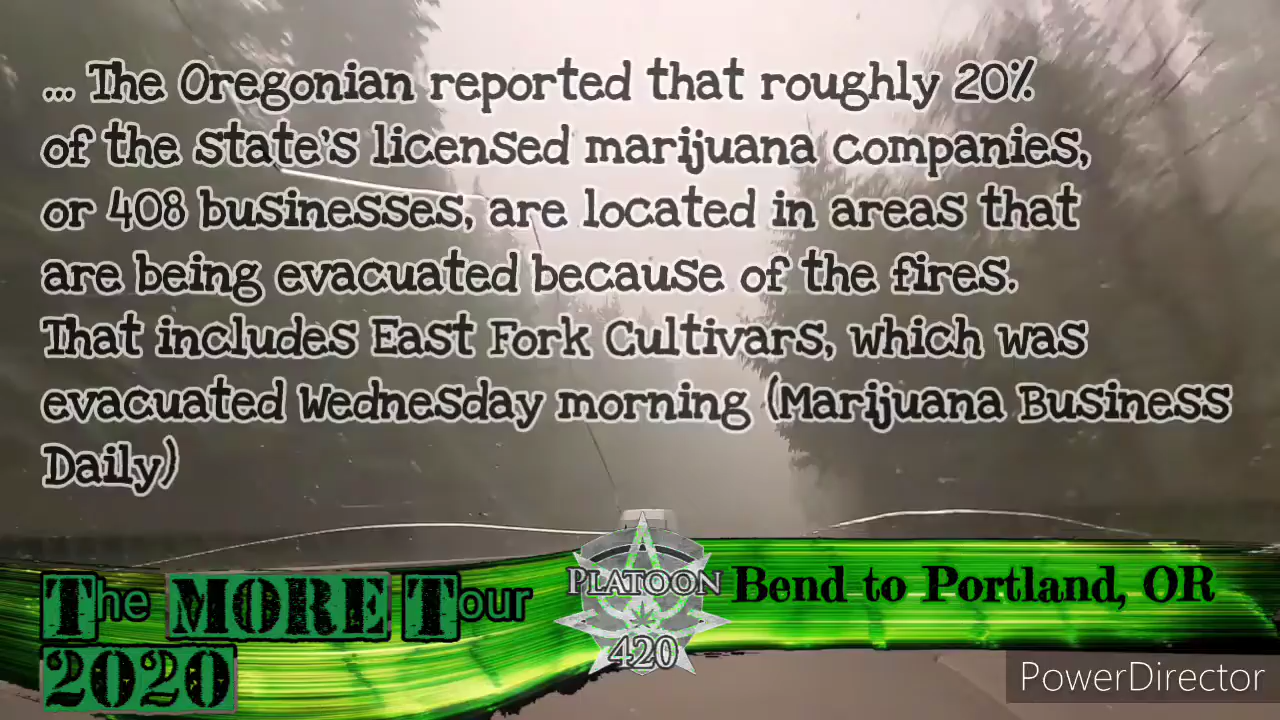 ... The Oregonian reported that roughly 20%
of the state's licensed marijuana companies,
or 408 businesses, are located in areas that
are being evacuated because of the fires.
That includes East Fork Cultivars, which was
evacuated Wednesday morning (Marijuana Business
Daily)
The MORE Tour
2020
PLATOON
420
Bend to Portland, OR
PowerDirector